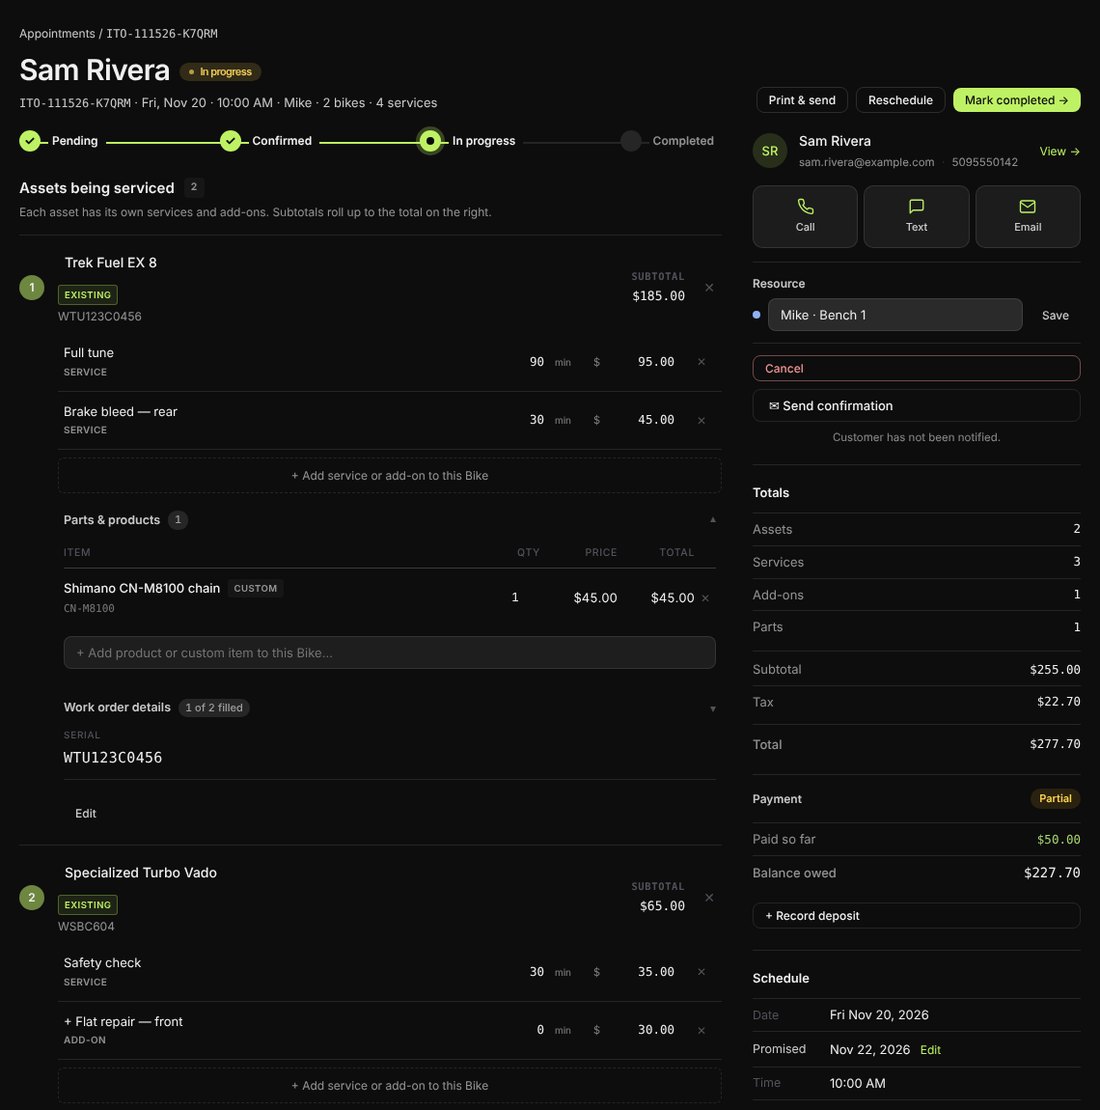 Appointments / ITO-111526-K7QRM
Sam Rivera In progress
ITO-111526-K7QRM · Fri, Nov 20 · 10:00 AM · Mike · 2 bikes · 4 services
Pending Confirmed In progress Completed
Assets being serviced 2
Each asset has its own services and add-ons. Subtotals roll up to the total on the right.
1
Trek Fuel EX 8
EXISTING
WTU123C0456
SUBTOTAL
$185.00 ×
Full tune
SERVICE
90 min $ 95.00 ×
Brake bleed — rear
SERVICE
30 min $ 45.00 ×
+ Add service or add-on to this Bike
Parts & products 1 ▲
ITEM QTY PRICE TOTAL
Shimano CN-M8100 chain CUSTOM
CN-M8100
1 $45.00 $45.00 ×
+ Add product or custom item to this Bike...
Work order details 1 of 2 filled ▼
SERIAL
WTU123C0456
Edit
2
Specialized Turbo Vado
EXISTING
WSBC604
SUBTOTAL
$65.00 ×
Safety check
SERVICE
30 min $ 35.00 ×
+ Flat repair — front
ADD-ON
0 min $ 30.00 ×
+ Add service or add-on to this Bike
Print & send Reschedule Mark completed →
SR
Sam Rivera
sam.rivera@example.com · 5095550142
View →
Call Text Email
Resource
Mike · Bench 1 Save
Cancel
✉ Send confirmation
Customer has not been notified.
Totals
Assets 2
Services 3
Add-ons 1
Parts 1
Subtotal $255.00
Tax $22.70
Total $277.70
Payment Partial
Paid so far $50.00
Balance owed $227.70
+ Record deposit
Schedule
Date Fri Nov 20, 2026
Promised Nov 22, 2026 Edit
Time 10:00 AM